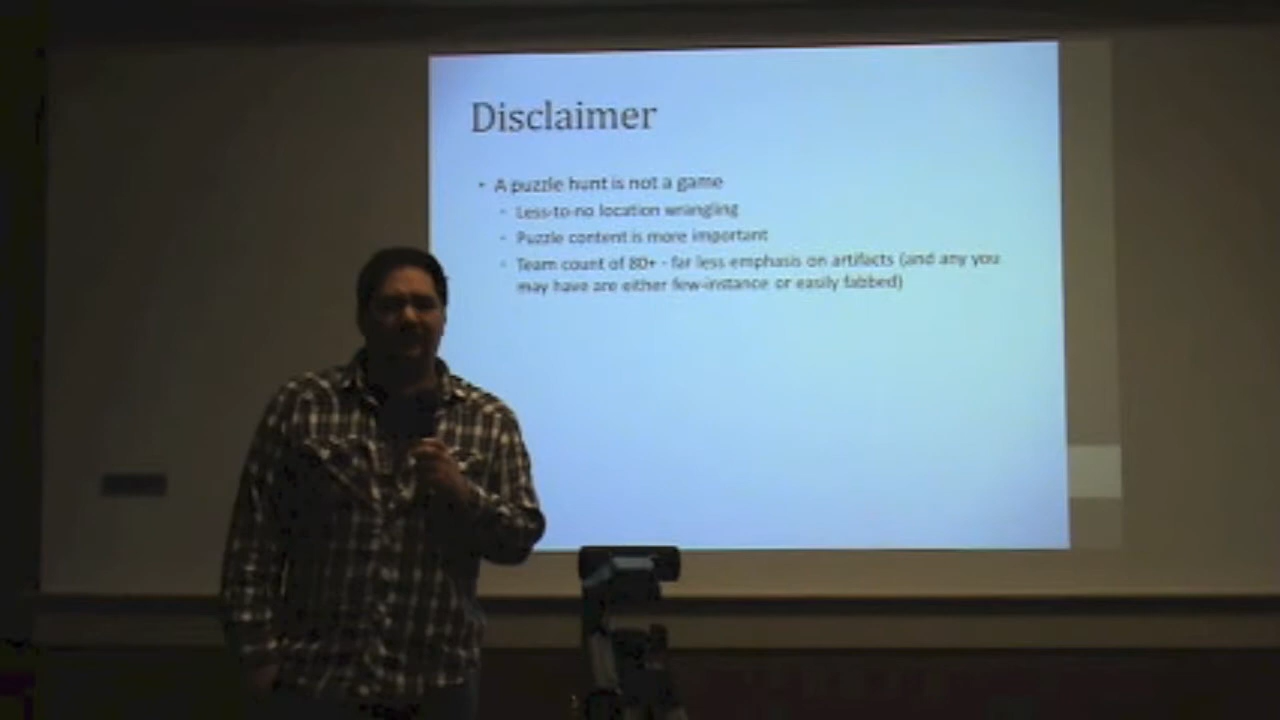 Disclaimer
A puzzle hunt is not a game
Less-to-no location wrangling
Puzzle content is more important
Team count of 80+ - far less emphasis on artifacts (and any you
may have are either few-instance or easily fabbed)